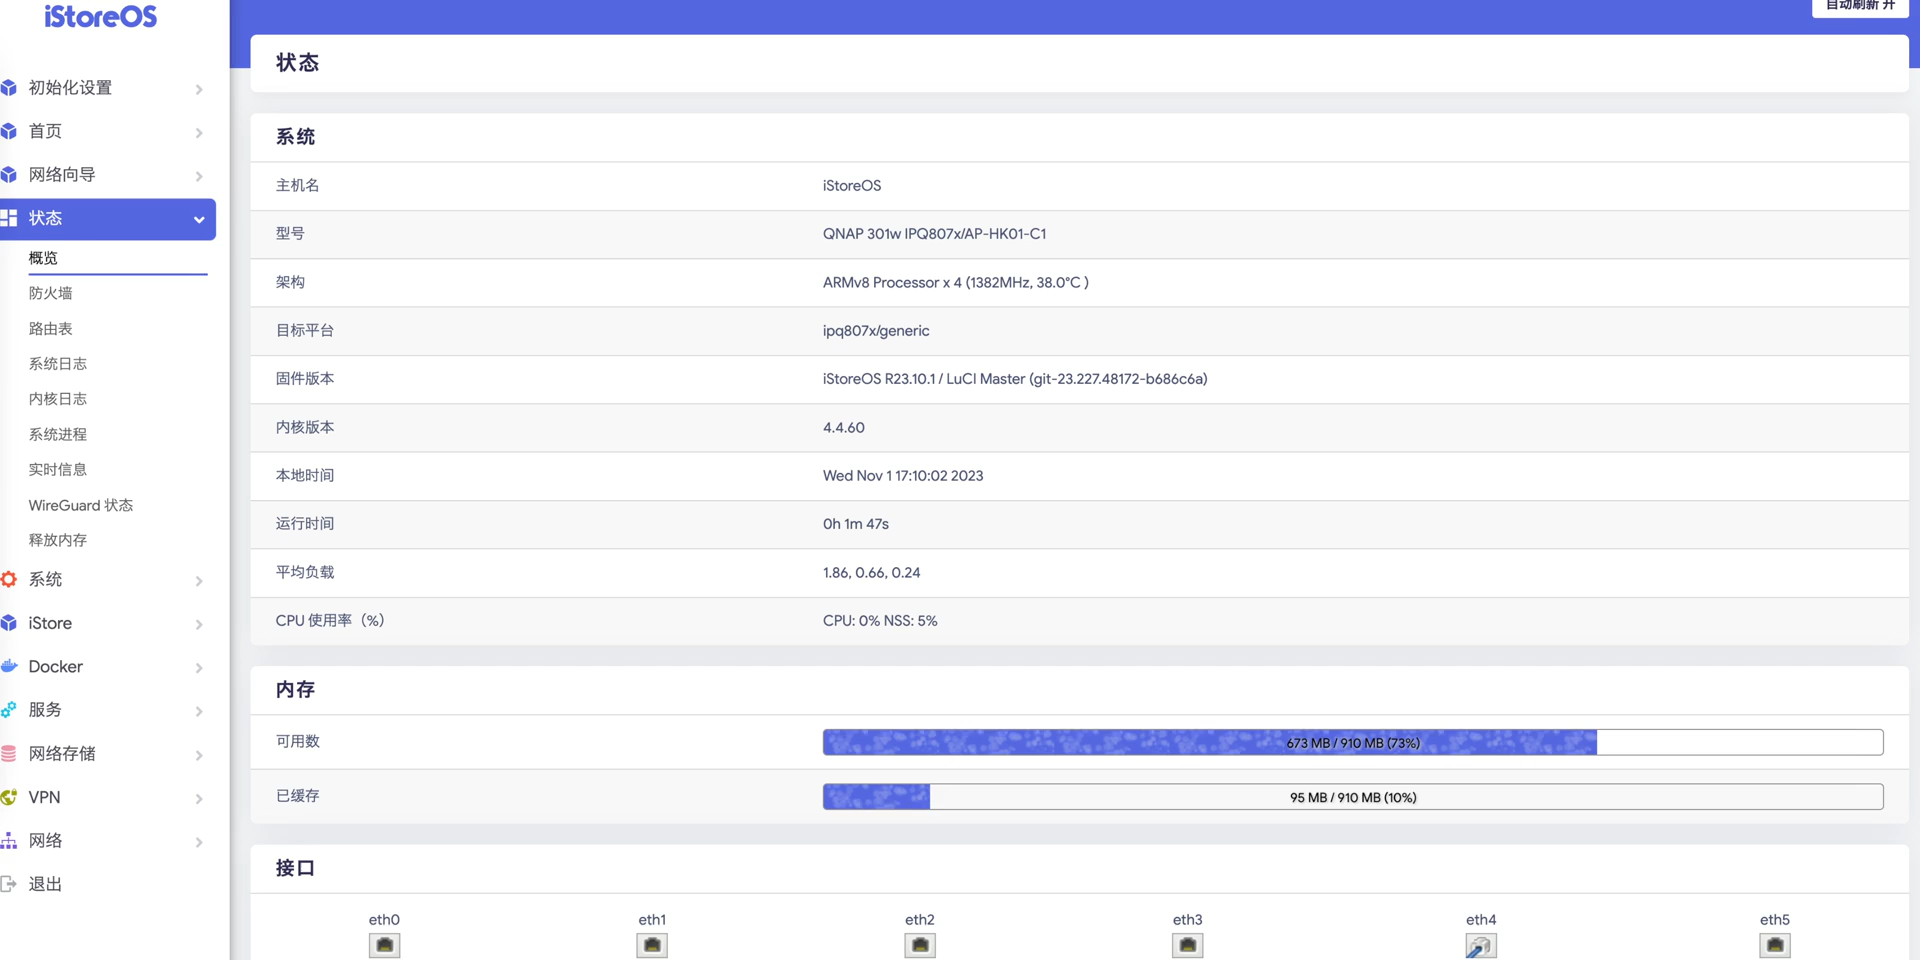 iStoreOS
自动刷新 开
初始化设置
首页
网络向导
状态
概览
防火墙
路由表
系统日志
内核日志
系统进程
实时信息
WireGuard 状态
释放内存
系统
iStore
Docker
服务
网络存储
VPN
网络
退出
状态
系统
主机名 iStoreOS
型号 QNAP 301w IPQ807x/AP-HK01-C1
架构 ARMv8 Processor x 4 (1382MHz, 38.0°C )
目标平台 ipq807x/generic
固件版本 iStoreOS R23.10.1 / LuCI Master (git-23.227.48172-b686c6a)
内核版本 4.4.60
本地时间 Wed Nov 1 17:10:02 2023
运行时间 0h 1m 47s
平均负载 1.86, 0.66, 0.24
CPU 使用率（%） CPU: 0% NSS: 5%
内存
可用数 673 MB / 910 MB (73%)
已缓存 95 MB / 910 MB (10%)
接口
eth0 eth1 eth2 eth3 eth4 eth5